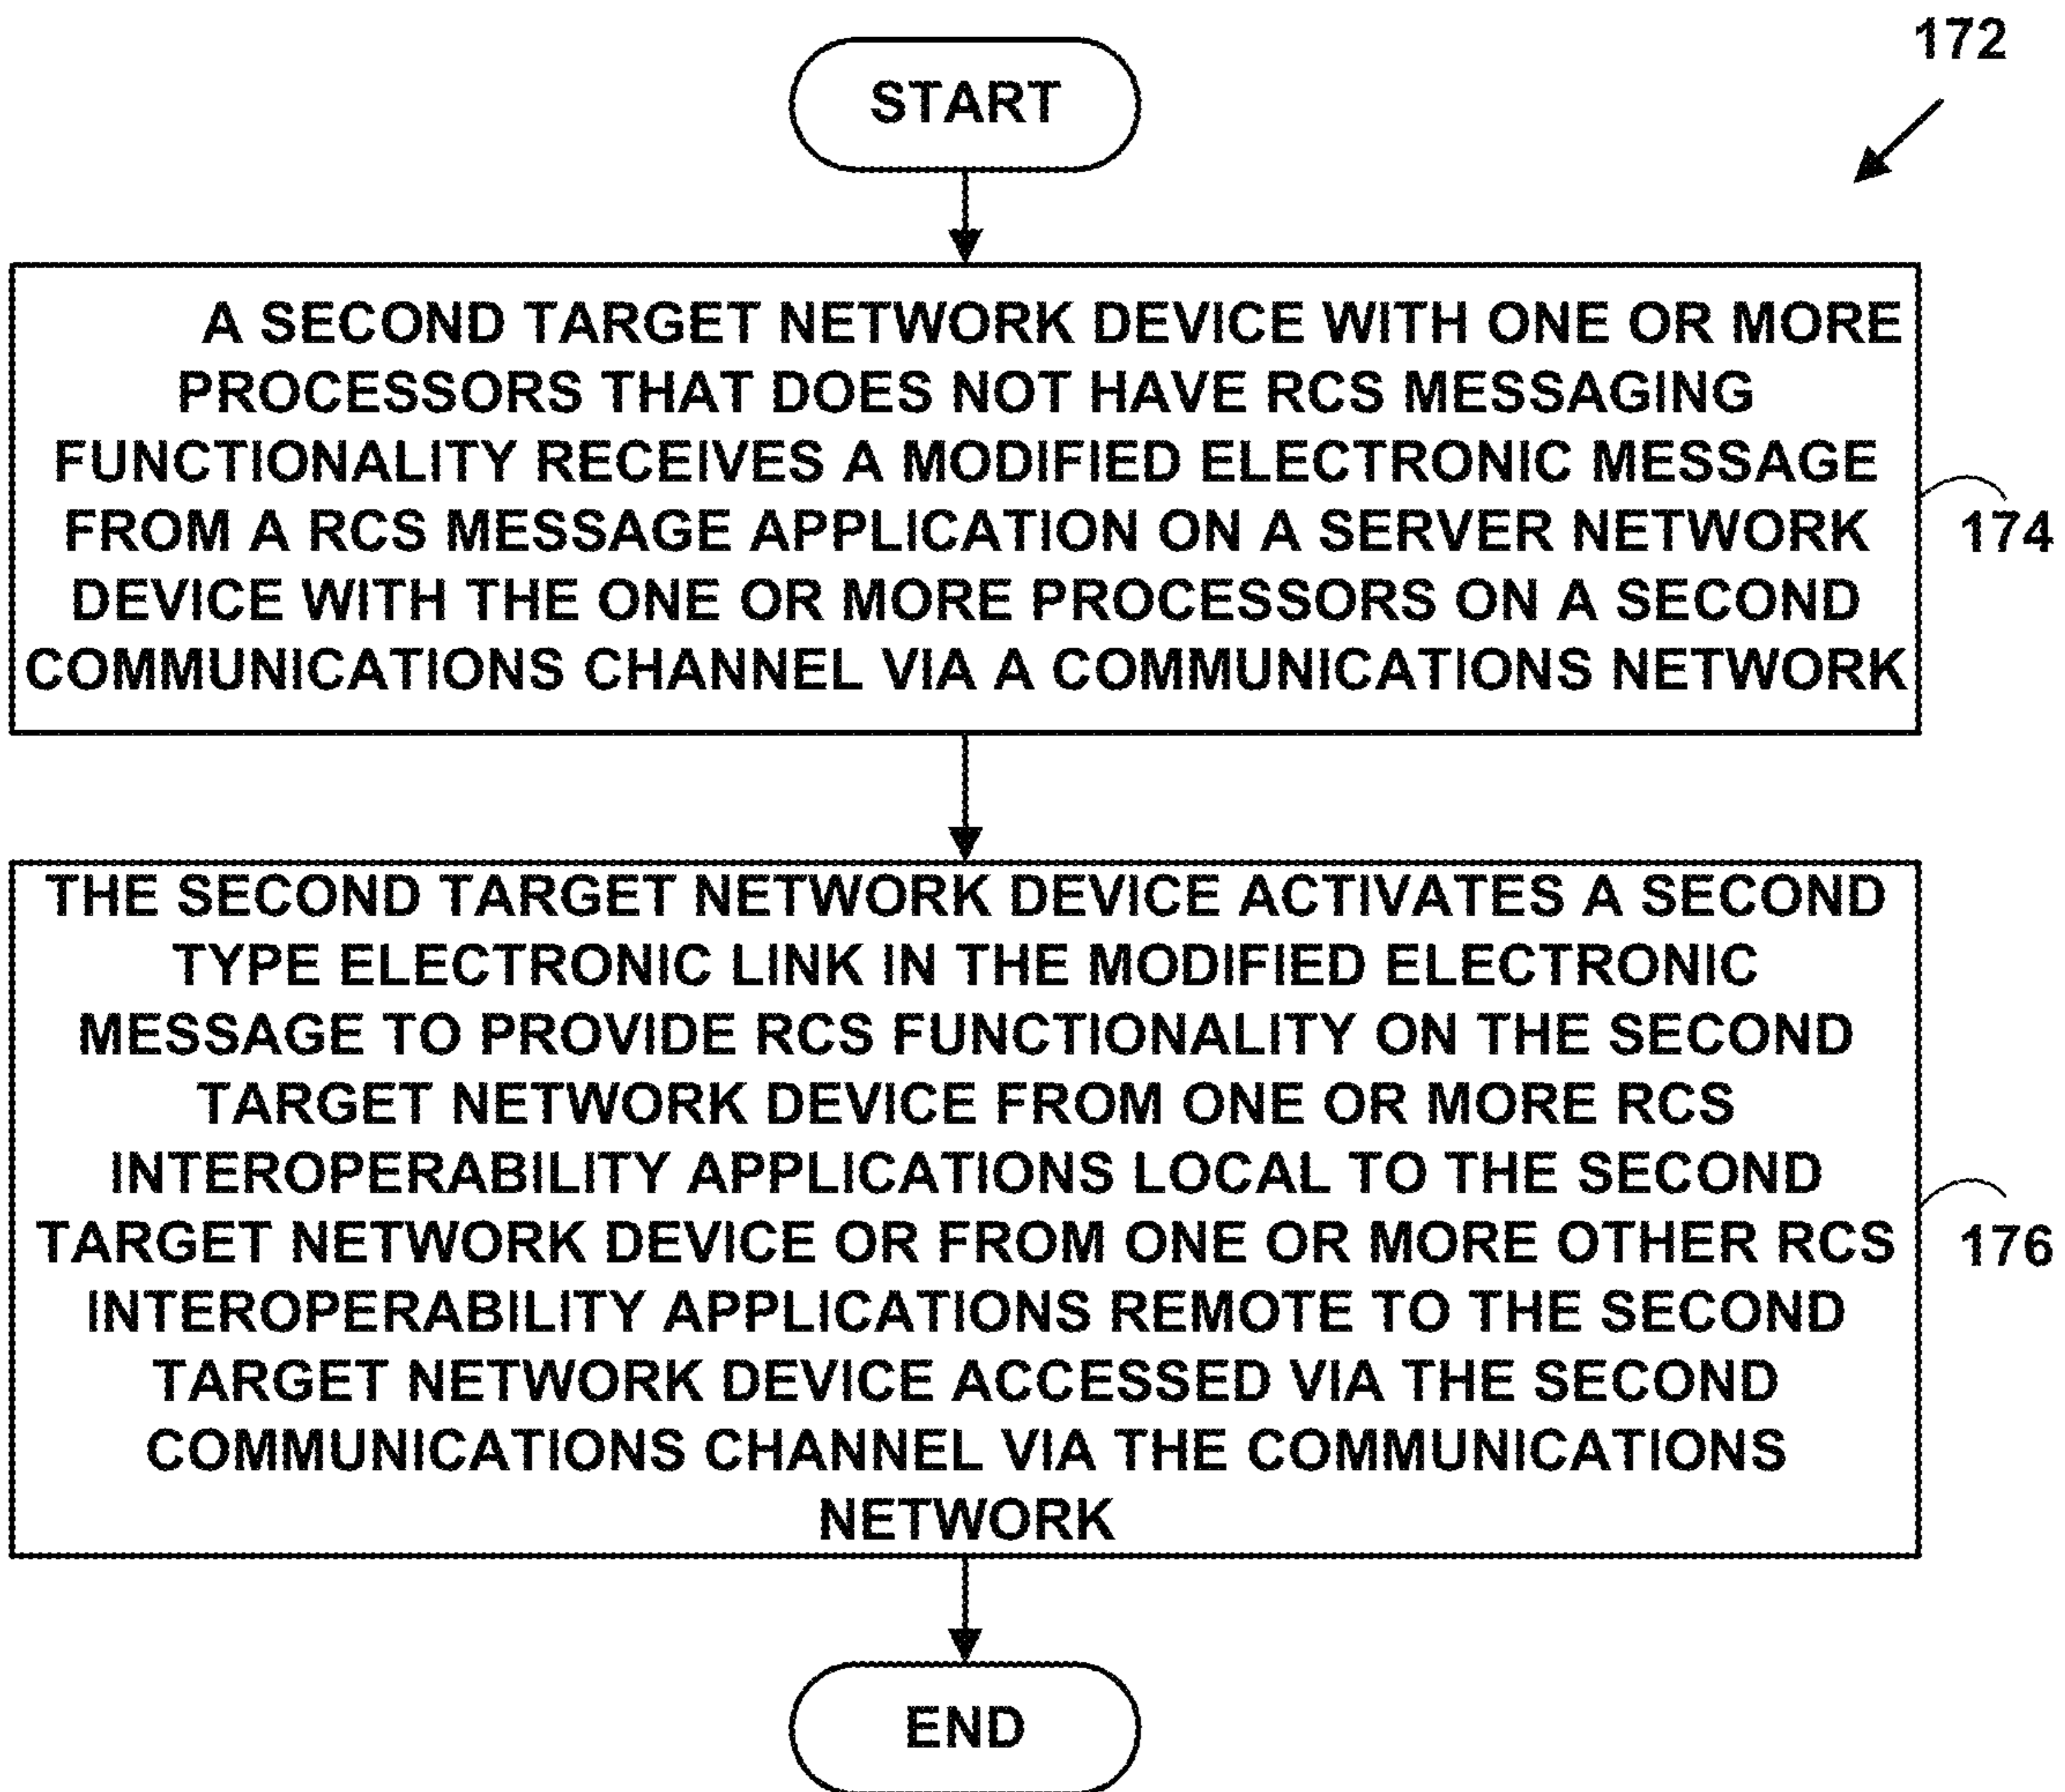 172
START
A SECOND TARGET NETWORK DEVICE WITH ONE OR MORE
PROCESSORS THAT DOES NOT HAVE RCS MESSAGING
FUNCTIONALITY RECEIVES A MODIFIED ELECTRONIC MESSAGE
FROM A RCS MESSAGE APPLICATION ON A SERVER NETWORK
DEVICE WITH THE ONE OR MORE PROCESSORS ON A SECOND
COMMUNICATIONS CHANNEL VIA A COMMUNICATIONS NETWORK
174
THE SECOND TARGET NETWORK DEVICE ACTIVATES A SECOND
TYPE ELECTRONIC LINK IN THE MODIFIED ELECTRONIC
MESSAGE TO PROVIDE RCS FUNCTIONALITY ON THE SECOND
TARGET NETWORK DEVICE FROM ONE OR MORE RCS
INTEROPERABILITY APPLICATIONS LOCAL TO THE SECOND
TARGET NETWORK DEVICE OR FROM ONE OR MORE OTHER RCS
INTEROPERABILITY APPLICATIONS REMOTE TO THE SECOND
TARGET NETWORK DEVICE ACCESSED VIA THE SECOND
COMMUNICATIONS CHANNEL VIA THE COMMUNICATIONS
NETWORK
176
END